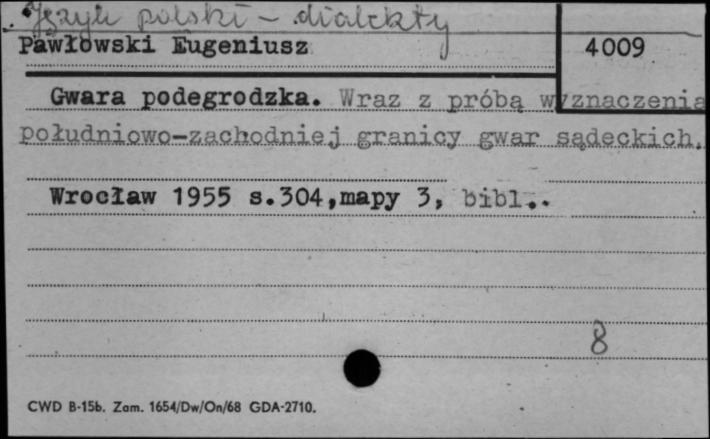 Język polski - dialekty
Pawłowski Eugeniusz
4009
Gwara podegrodzka. Wraz z próbą wyznaczenia
południowo-zachodniej granicy gwar sądeckich.
Wrocław 1955 s.304,mapy 3, bibl..
8
CWD B-15b. Zam. 1654/Dw/On/68 GDA-2710.